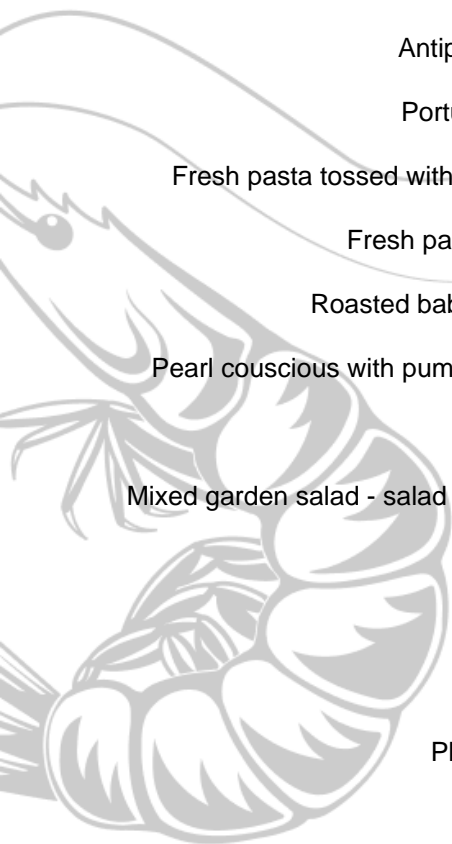 Antip
Portu
Fresh pasta tossed with
Fresh pa
Roasted bab
Pearl couscious with pum
Mixed garden salad - salad
Pl